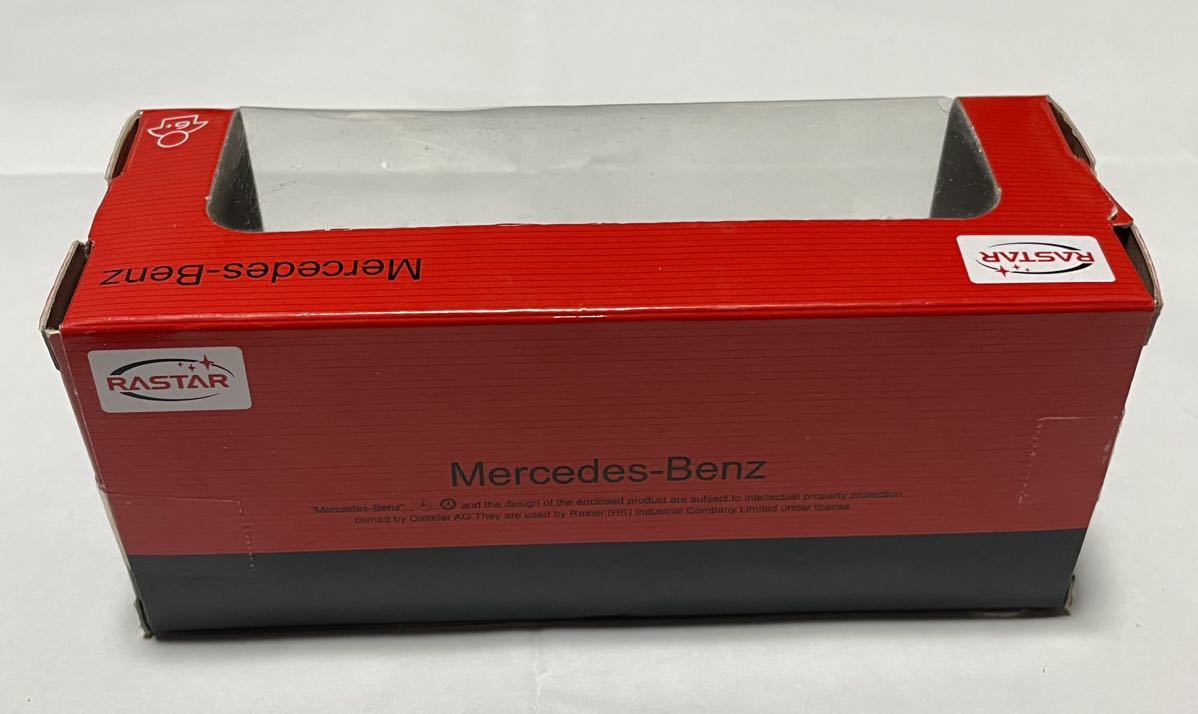 6+
Mercedes-Benz
RASTAR
RASTAR
Mercedes-Benz
"Mercedes-Benz", and the design of the enclosed product are subject to intellectual property protection
owned by Daimler AG.They are used by Rastar (HK) Industrial Company Limited under license.